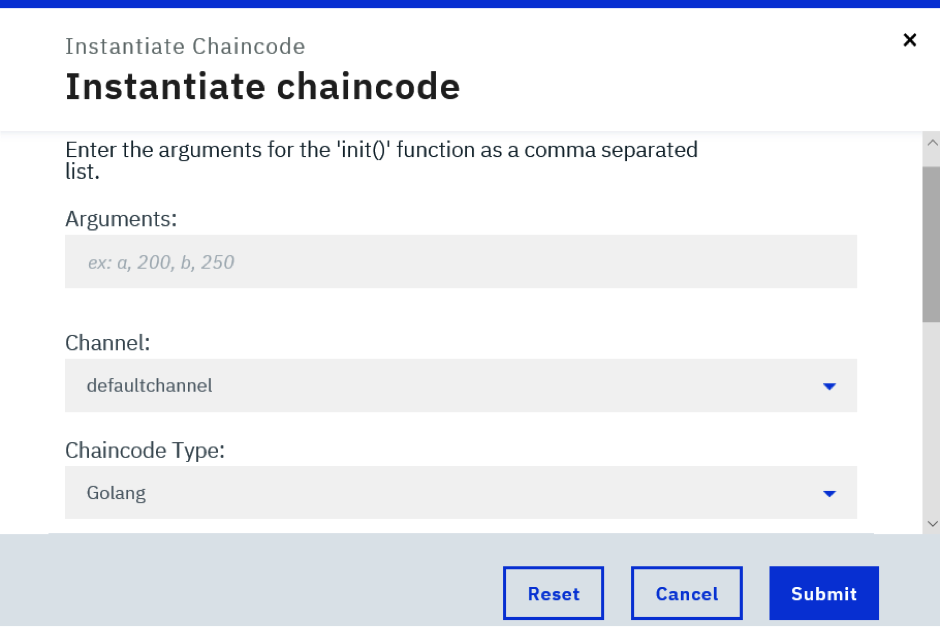 Instantiate Chaincode
Instantiate chaincode
Enter the arguments for the 'init()' function as a comma separated
list.
Arguments:
ex: a, 200, b, 250
Channel:
defaultchannel
Chaincode Type:
Golang
Reset Cancel Submit